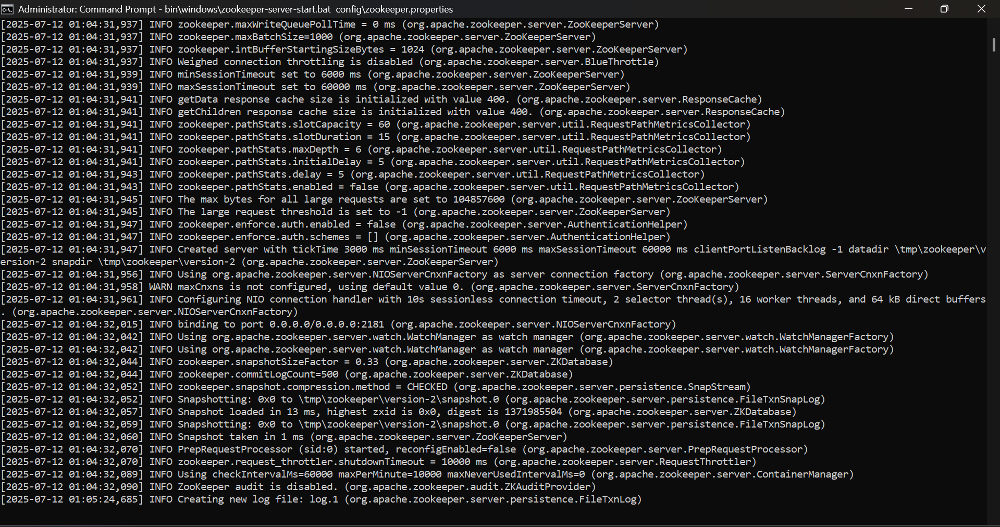 Administrator: Command Prompt - bin\windows\zookeeper-server-start.bat config\zookeeper.properties
[2025-07-12 01:04:31,937] INFO zookeeper.maxWriteQueuePollTime = 0 ms (org.apache.zookeeper.server.ZooKeeperServer)
[2025-07-12 01:04:31,937] INFO zookeeper.maxBatchSize=1000 (org.apache.zookeeper.server.ZooKeeperServer)
[2025-07-12 01:04:31,937] INFO zookeeper.intBufferStartingSizeBytes = 1024 (org.apache.zookeeper.server.ZooKeeperServer)
[2025-07-12 01:04:31,937] INFO Weighed connection throttling is disabled (org.apache.zookeeper.server.BlueThrottle)
[2025-07-12 01:04:31,939] INFO minSessionTimeout set to 6000 ms (org.apache.zookeeper.server.ZooKeeperServer)
[2025-07-12 01:04:31,939] INFO maxSessionTimeout set to 60000 ms (org.apache.zookeeper.server.ZooKeeperServer)
[2025-07-12 01:04:31,941] INFO getData response cache size is initialized with value 400. (org.apache.zookeeper.server.ResponseCache)
[2025-07-12 01:04:31,941] INFO getChildren response cache size is initialized with value 400. (org.apache.zookeeper.server.ResponseCache)
[2025-07-12 01:04:31,941] INFO zookeeper.pathStats.slotCapacity = 60 (org.apache.zookeeper.server.util.RequestPathMetricsCollector)
[2025-07-12 01:04:31,941] INFO zookeeper.pathStats.slotDuration = 15 (org.apache.zookeeper.server.util.RequestPathMetricsCollector)
[2025-07-12 01:04:31,941] INFO zookeeper.pathStats.maxDepth = 6 (org.apache.zookeeper.server.util.RequestPathMetricsCollector)
[2025-07-12 01:04:31,941] INFO zookeeper.pathStats.initialDelay = 5 (org.apache.zookeeper.server.util.RequestPathMetricsCollector)
[2025-07-12 01:04:31,943] INFO zookeeper.pathStats.delay = 5 (org.apache.zookeeper.server.util.RequestPathMetricsCollector)
[2025-07-12 01:04:31,943] INFO zookeeper.pathStats.enabled = false (org.apache.zookeeper.server.util.RequestPathMetricsCollector)
[2025-07-12 01:04:31,945] INFO The max bytes for all large requests are set to 104857600 (org.apache.zookeeper.server.ZooKeeperServer)
[2025-07-12 01:04:31,945] INFO The large request threshold is set to -1 (org.apache.zookeeper.server.ZooKeeperServer)
[2025-07-12 01:04:31,947] INFO zookeeper.enforce.auth.enabled = false (org.apache.zookeeper.server.AuthenticationHelper)
[2025-07-12 01:04:31,947] INFO zookeeper.enforce.auth.schemes = [] (org.apache.zookeeper.server.AuthenticationHelper)
[2025-07-12 01:04:31,947] INFO Created server with tickTime 3000 ms minSessionTimeout 6000 ms maxSessionTimeout 60000 ms clientPortListenBacklog -1 datadir \tmp\zookeeper\v
ersion-2 snapdir \tmp\zookeeper\version-2 (org.apache.zookeeper.server.ZooKeeperServer)
[2025-07-12 01:04:31,956] INFO Using org.apache.zookeeper.server.NIOServerCnxnFactory as server connection factory (org.apache.zookeeper.server.ServerCnxnFactory)
[2025-07-12 01:04:31,958] WARN maxCnxns is not configured, using default value 0. (org.apache.zookeeper.server.ServerCnxnFactory)
[2025-07-12 01:04:31,961] INFO Configuring NIO connection handler with 10s sessionless connection timeout, 2 selector thread(s), 16 worker threads, and 64 kB direct buffers
. (org.apache.zookeeper.server.NIOServerCnxnFactory)
[2025-07-12 01:04:32,015] INFO binding to port 0.0.0.0/0.0.0.0:2181 (org.apache.zookeeper.server.NIOServerCnxnFactory)
[2025-07-12 01:04:32,042] INFO Using org.apache.zookeeper.server.watch.WatchManager as watch manager (org.apache.zookeeper.server.watch.WatchManagerFactory)
[2025-07-12 01:04:32,042] INFO Using org.apache.zookeeper.server.watch.WatchManager as watch manager (org.apache.zookeeper.server.watch.WatchManagerFactory)
[2025-07-12 01:04:32,044] INFO zookeeper.snapshotSizeFactor = 0.33 (org.apache.zookeeper.server.ZKDatabase)
[2025-07-12 01:04:32,044] INFO zookeeper.commitLogCount=500 (org.apache.zookeeper.server.ZKDatabase)
[2025-07-12 01:04:32,052] INFO zookeeper.snapshot.compression.method = CHECKED (org.apache.zookeeper.server.persistence.SnapStream)
[2025-07-12 01:04:32,052] INFO Snapshotting: 0x0 to \tmp\zookeeper\version-2\snapshot.0 (org.apache.zookeeper.server.persistence.FileTxnSnapLog)
[2025-07-12 01:04:32,057] INFO Snapshot loaded in 13 ms, highest zxid is 0x0, digest is 1371985504 (org.apache.zookeeper.server.ZKDatabase)
[2025-07-12 01:04:32,059] INFO Snapshotting: 0x0 to \tmp\zookeeper\version-2\snapshot.0 (org.apache.zookeeper.server.persistence.FileTxnSnapLog)
[2025-07-12 01:04:32,060] INFO Snapshot taken in 1 ms (org.apache.zookeeper.server.ZooKeeperServer)
[2025-07-12 01:04:32,070] INFO PrepRequestProcessor (sid:0) started, reconfigEnabled=false (org.apache.zookeeper.server.PrepRequestProcessor)
[2025-07-12 01:04:32,070] INFO zookeeper.request_throttler.shutdownTimeout = 10000 ms (org.apache.zookeeper.server.RequestThrottler)
[2025-07-12 01:04:32,089] INFO Using checkIntervalMs=60000 maxPerMinute=10000 maxNeverUsedIntervalMs=0 (org.apache.zookeeper.server.ContainerManager)
[2025-07-12 01:04:32,090] INFO ZooKeeper audit is disabled. (org.apache.zookeeper.audit.ZKAuditProvider)
[2025-07-12 01:05:24,685] INFO Creating new log file: log.1 (org.apache.zookeeper.server.persistence.FileTxnLog)